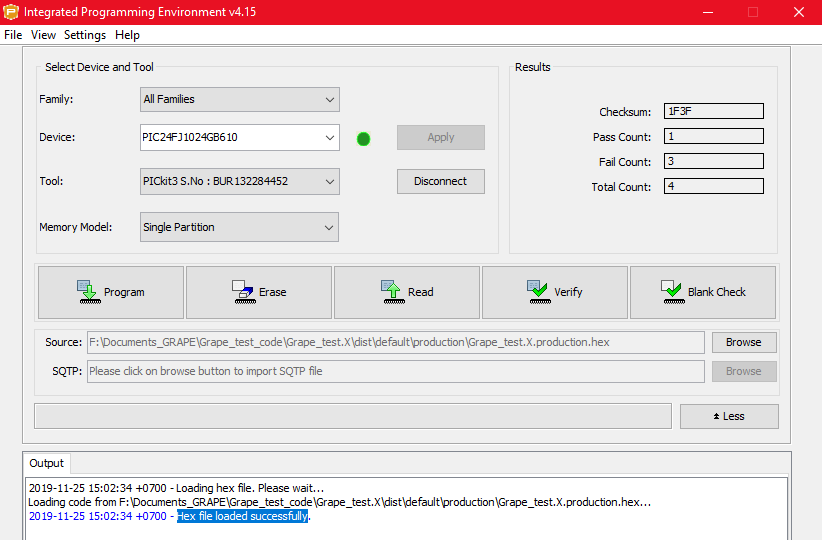 Integrated Programming Environment v4.15
File View Settings Help
Select Device and Tool
Family: All Families
Device: PIC24FJ1024GB610 Apply
Tool: PICkit3 S.No : BUR132284452 Disconnect
Memory Model: Single Partition
Results
Checksum: 1F3F
Pass Count: 1
Fail Count: 3
Total Count: 4
Program Erase Read Verify Blank Check
Source: F:\Documents_GRAPE\Grape_test_code\Grape_test.X\dist\default\production\Grape_test.X.production.hex Browse
SQTP: Please click on browse button to import SQTP file Browse
Less
Output
2019-11-25 15:02:34 +0700 - Loading hex file. Please wait...
Loading code from F:\Documents_GRAPE\Grape_test_code\Grape_test.X\dist\default\production\Grape_test.X.production.hex...
2019-11-25 15:02:34 +0700 - Hex file loaded successfully.